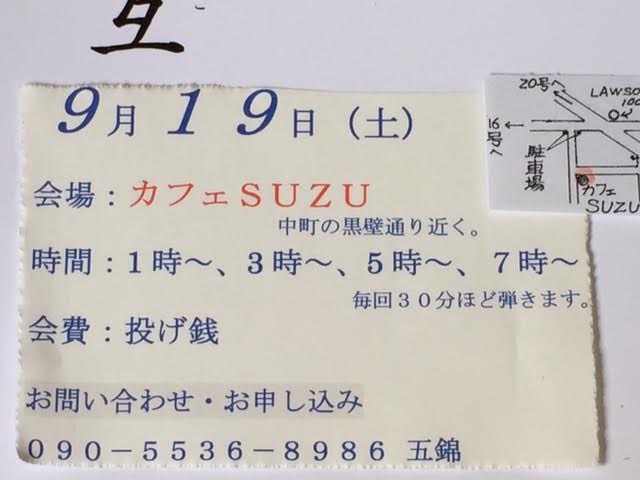 互
こ
９月１９日（土）
会場：カフェＳＵＺＵ
中町の黒壁通り近く。
時間：１時～、３時～、５時～、７時～
毎回３０分ほど弾きます。
会費：投げ銭
お問い合わせ・お申し込み
０９０－５５３６－８９８６ 五錦
20号へ
LAWSO
100
16号へ
駐車場
カフェ
SUZU